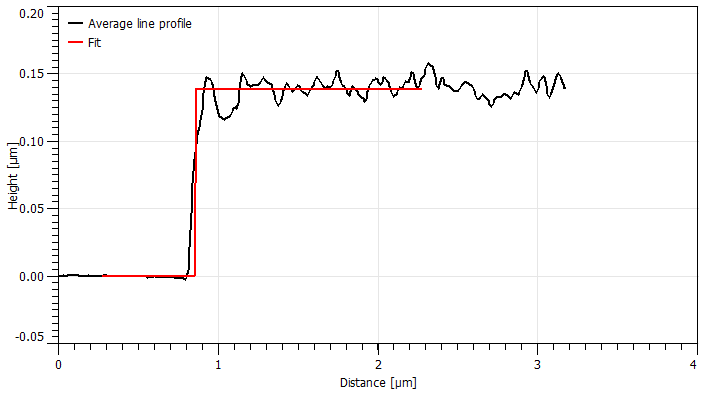 0.20
Average line profile
Fit
0.15
0.10
Height [µm]
0.05
0.00
-0.05
0 1 2 3 4
Distance [µm]